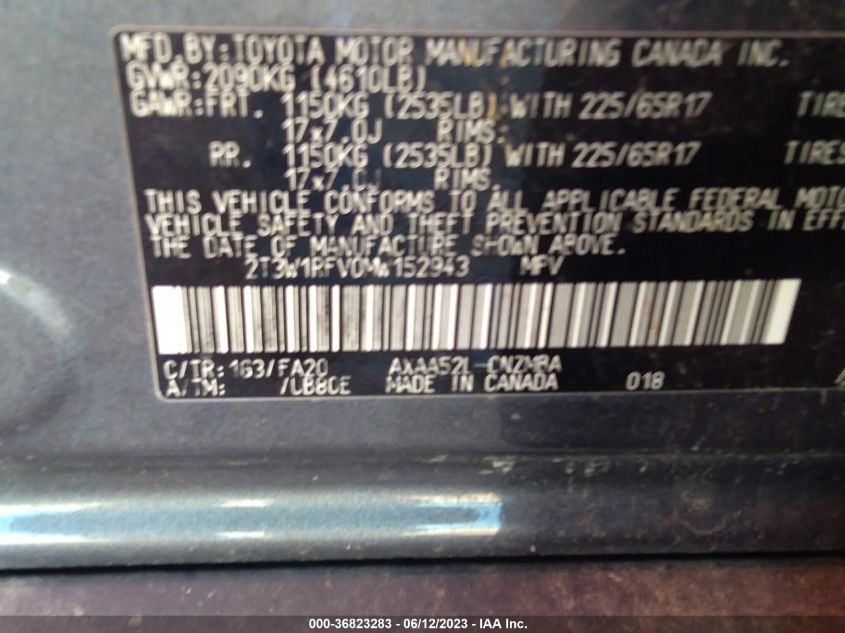 MFD.BY:TOYOTA MOTOR MANUFACTURING CANADA INC.
GVWR:2090KG (4610LB)
GAWR:FRT. 1150KG (2535LB) WITH 225/65R17 TIRES
17x7.0J RIMS.
RR. 1150KG (2535LB) WITH 225/65R17 TIRES
17x7.0J RIMS.
THIS VEHICLE CONFORMS TO ALL APPLICABLE FEDERAL MOTO
VEHICLE SAFETY AND THEFT PREVENTION STANDARDS IN EFFE
THE DATE OF MANUFACTURE SHOWN ABOVE.
2T3W1RFV0MW152943 MPV
C/TR:1G3/FA20 AXAA52L-CNZMBA
A/TM: MADE IN CANADA 018
000-36823283 - 06/12/2023 - IAA Inc.